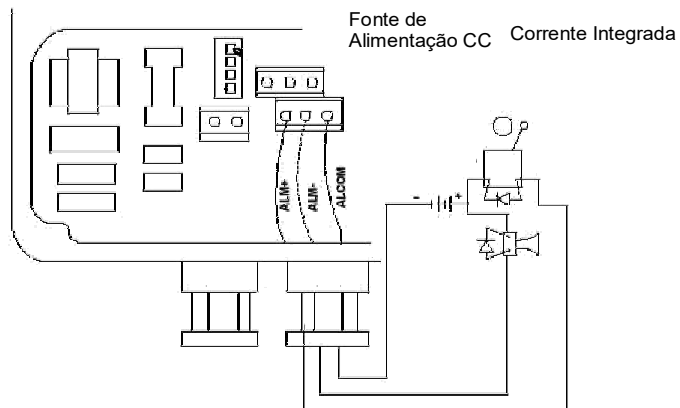 Fonte de
Alimentação CC
Corrente Integrada
ALM+
ALM-
ALCOM
- +